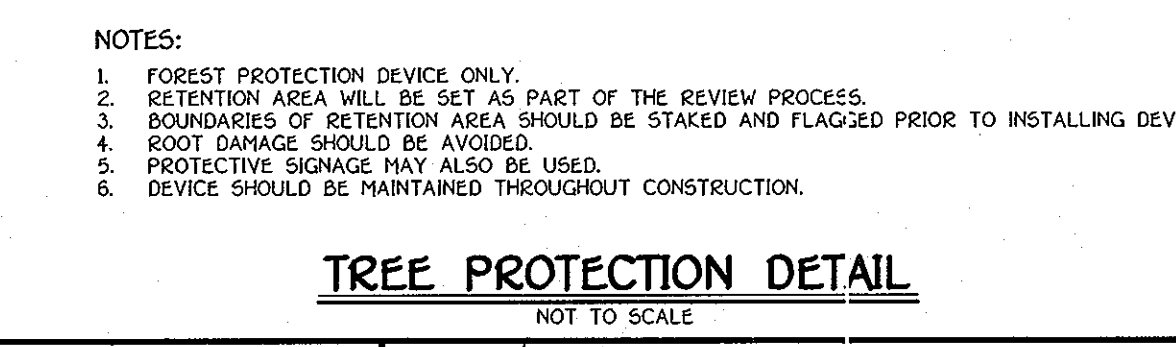 NOTES:
1. FOREST PROTECTION DEVICE ONLY.
2. RETENTION AREA WILL BE SET AS PART OF THE REVIEW PROCESS.
3. BOUNDARIES OF RETENTION AREA SHOULD BE STAKED AND FLAGGED PRIOR TO INSTALLING DEV
4. ROOT DAMAGE SHOULD BE AVOIDED.
5. PROTECTIVE SIGNAGE MAY ALSO BE USED.
6. DEVICE SHOULD BE MAINTAINED THROUGHOUT CONSTRUCTION.
TREE PROTECTION DETAIL
NOT TO SCALE